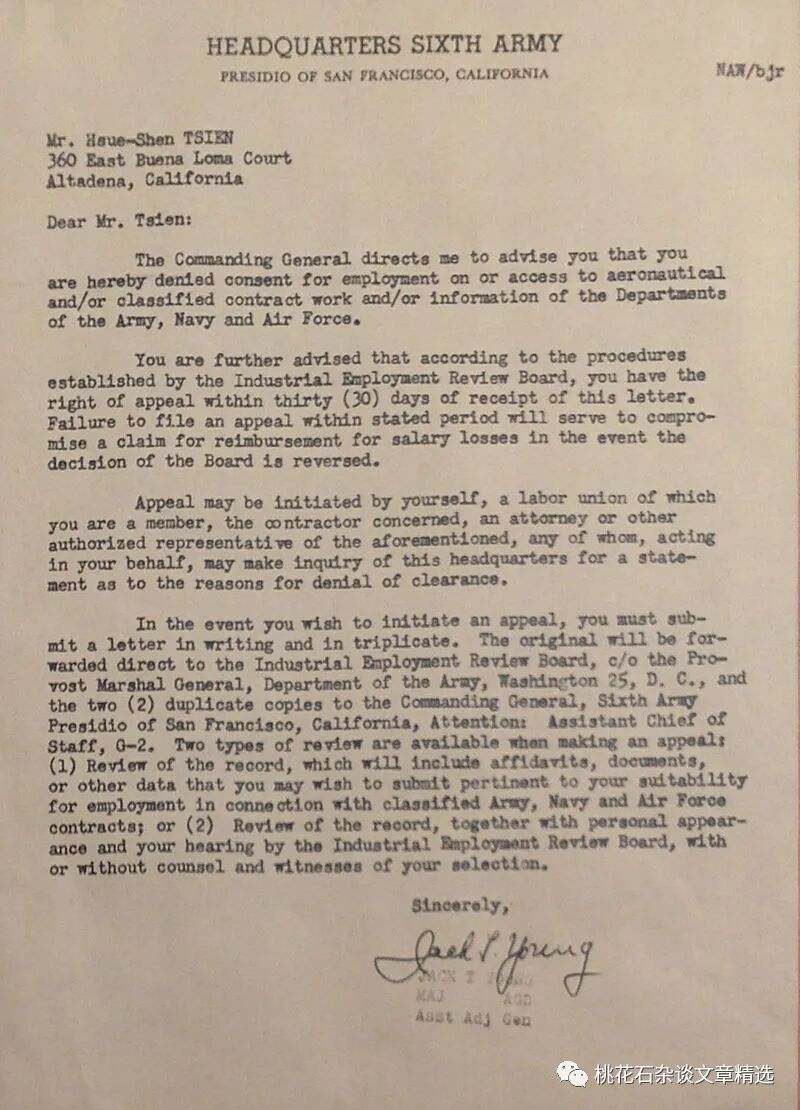 HEADQUARTERS SIXTH ARMY
PRESIDIO OF SAN FRANCISCO, CALIFORNIA
NAW/bjr
Mr. Hsue-Shen TSIEN
360 East Buena Loma Court
Altadena, California
Dear Mr. Tsien:
The Commanding General directs me to advise you that you
are hereby denied consent for employment on or access to aeronautical
and/or classified contract work and/or information of the Departments
of the Army, Navy and Air Force.
You are further advised that according to the procedures
established by the Industrial Employment Review Board, you have the
right of appeal within thirty (30) days of receipt of this letter.
Failure to file an appeal within stated period will serve to compro-
mise a claim for reimbursement for salary losses in the event the
decision of the Board is reversed.
Appeal may be initiated by yourself, a labor union of which
you are a member, the contractor concerned, an attorney or other
authorized representative of the aforementioned, any of whom, acting
in your behalf, may make inquiry of this headquarters for a state-
ment as to the reasons for denial of clearance.
In the event you wish to initiate an appeal, you must sub-
mit a letter in writing and in triplicate. The original will be for-
warded direct to the Industrial Employment Review Board, c/o the Pro-
vost Marshal General, Department of the Army, Washington 25, D. C., and
the two (2) duplicate copies to the Commanding General, Sixth Army
Presidio of San Francisco, California, Attention: Assistant Chief of
Staff, G-2. Two types of review are available when making an appeal:
(1) Review of the record, which will include affidavits, documents,
or other data that you may wish to submit pertinent to your suitability
for employment in connection with classified Army, Navy and Air Force
contracts; or (2) Review of the record, together with personal appear-
ance and your hearing by the Industrial Employment Review Board, with
or without counsel and witnesses of your selection.
Sincerely,
Jack T. Young
JACK T
MAJ AGD
Asst Adj Gen
桃花石杂谈文章精选